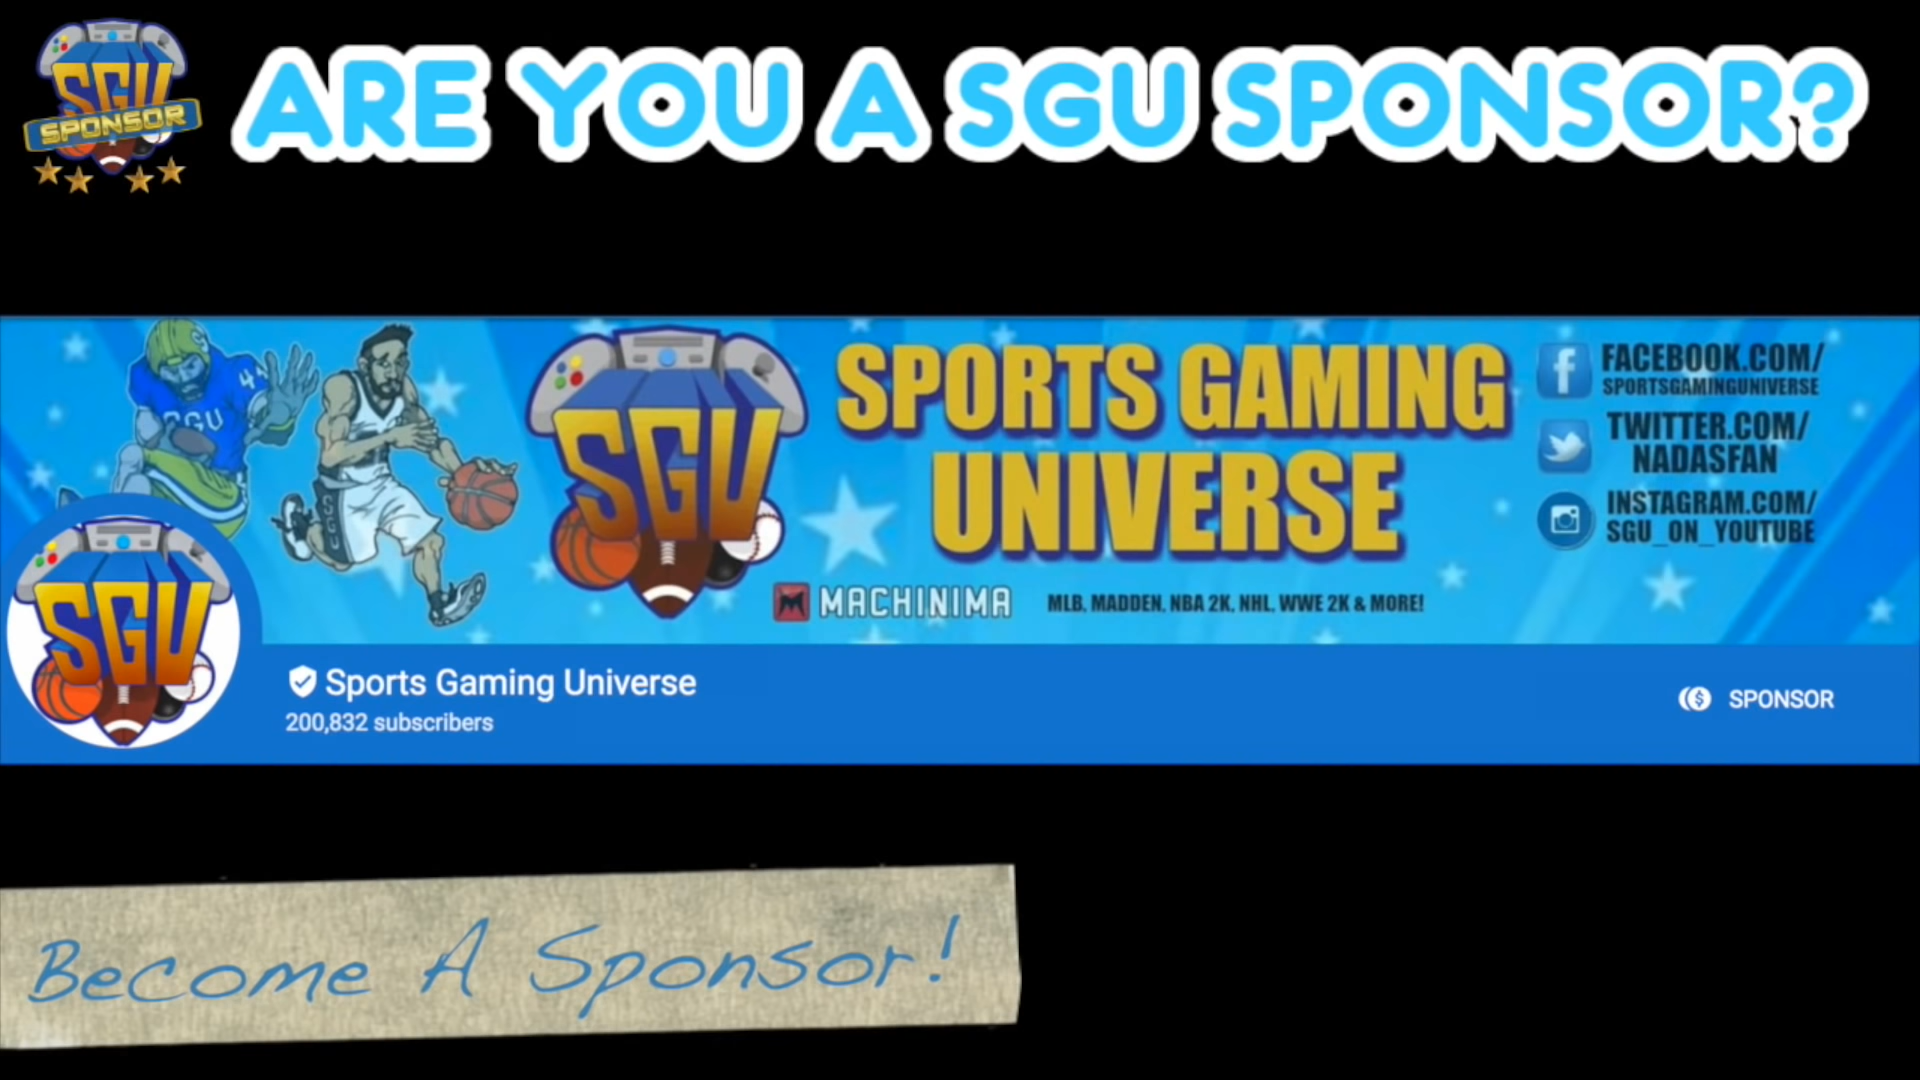 SGU
SPONSOR
ARE YOU A SGU SPONSOR?
44
SGU
SGU
SPORTS GAMING
UNIVERSE
MACHINIMA
MLB, MADDEN, NBA 2K, NHL, WWE 2K & MORE!
FACEBOOK.COM/
SPORTSGAMINGUNIVERSE
TWITTER.COM/
NADASFAN
INSTAGRAM.COM/
SGU_ON_YOUTUBE
SGU
Sports Gaming Universe
200,832 subscribers
SPONSOR
Become A Sponsor!